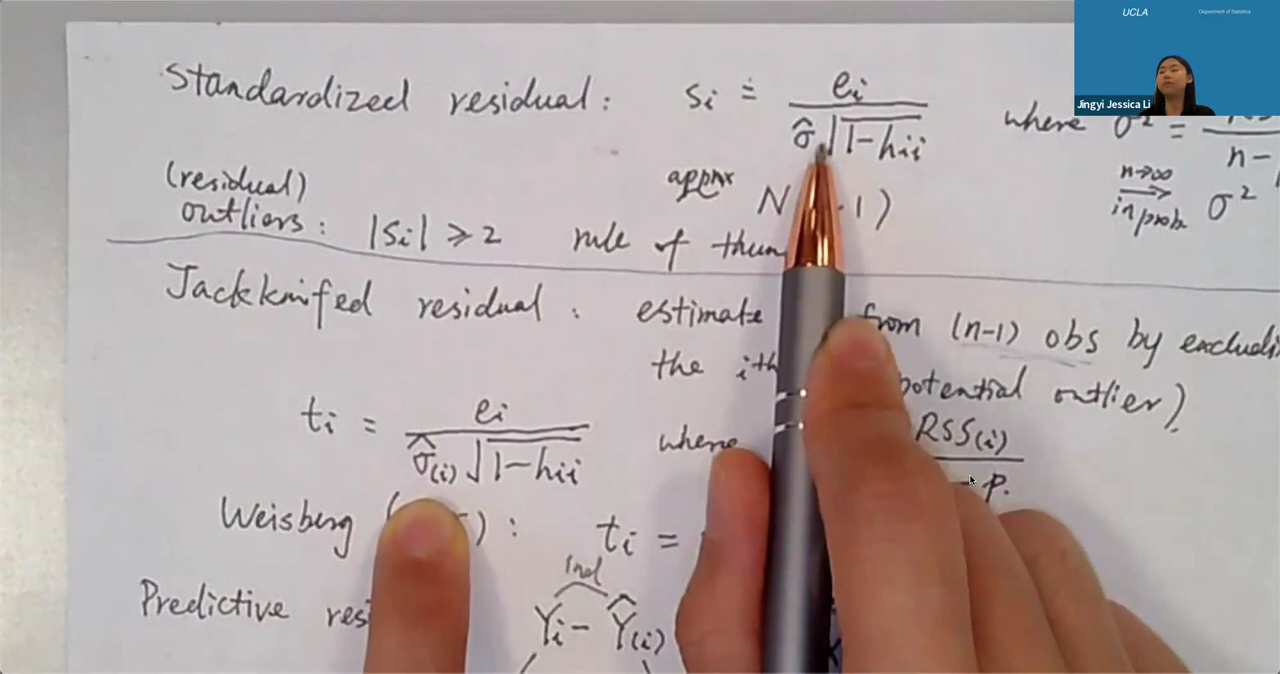 UCLA Department of Statistics
Jingyi Jessica Li
Standardized residual: si ≐ ei / σ̂ √1-hii where σ̂² = n-
(residual) appr N 1) n→∞ → in prob σ²
outliers: |si| ⩾ 2 rule of thum
Jackknifed residual: estimate from (n-1) obs by excludi
the ith potential outlier).
ti = ei / σ̂(i) √1-hii where RSS(i) / -p.
Weisberg ( ): ti =
Predictive res Yi - Ŷ(i)
ind